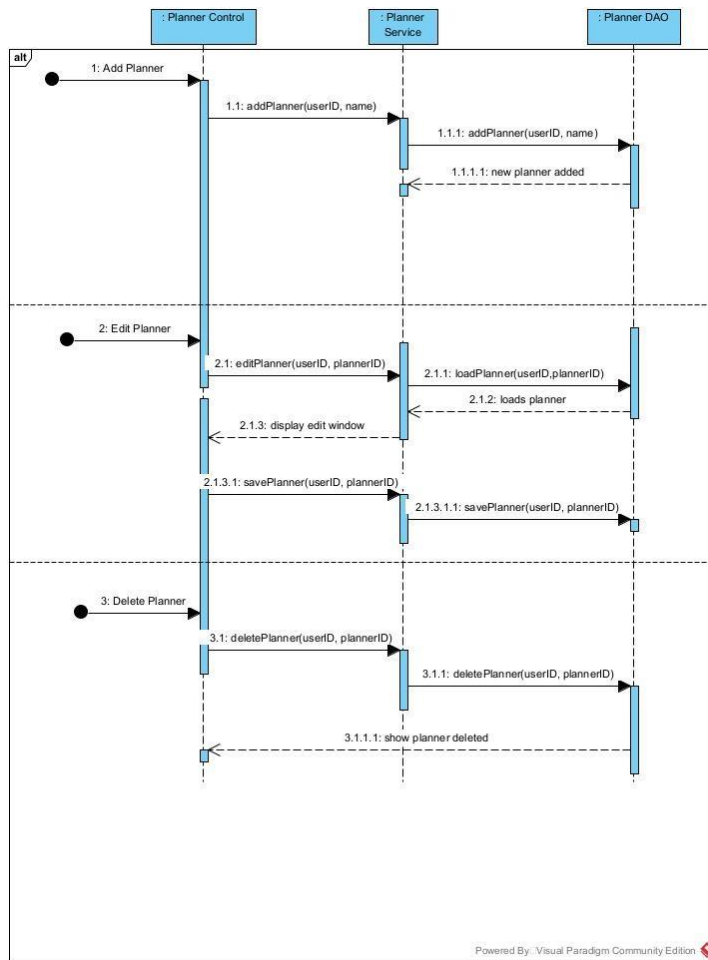 : Planner Control
: Planner
Service
: Planner DAO
alt
1: Add Planner
1.1: addPlanner(userID, name)
1.1.1: addPlanner(userID, name)
1.1.1.1: new planner added
2: Edit Planner
2.1: editPlanner(userID, plannerID)
2.1.1: loadPlanner(userID,plannerID)
2.1.2: loads planner
2.1.3: display edit window
2.1.3.1: savePlanner(userID, plannerID)
2.1.3.1.1: savePlanner(userID, plannerID)
3: Delete Planner
3.1: deletePlanner(userID, plannerID)
3.1.1: deletePlanner(userID, plannerID)
3.1.1.1: show planner deleted
Powered By Visual Paradigm Community Edition